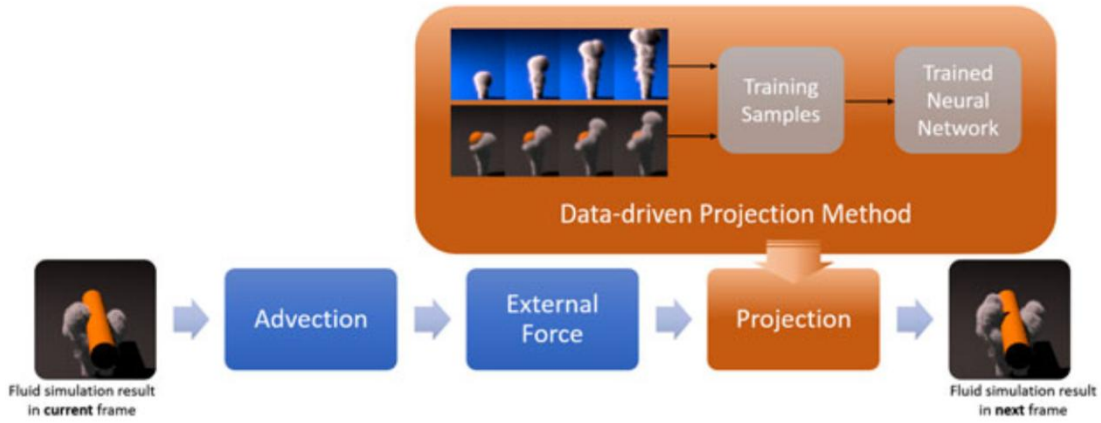 Training
Samples
Trained
Neural
Network
Data-driven Projection Method
Advection
External
Force
Projection
Fluid simulation result
in current frame
Fluid simulation result
in next frame